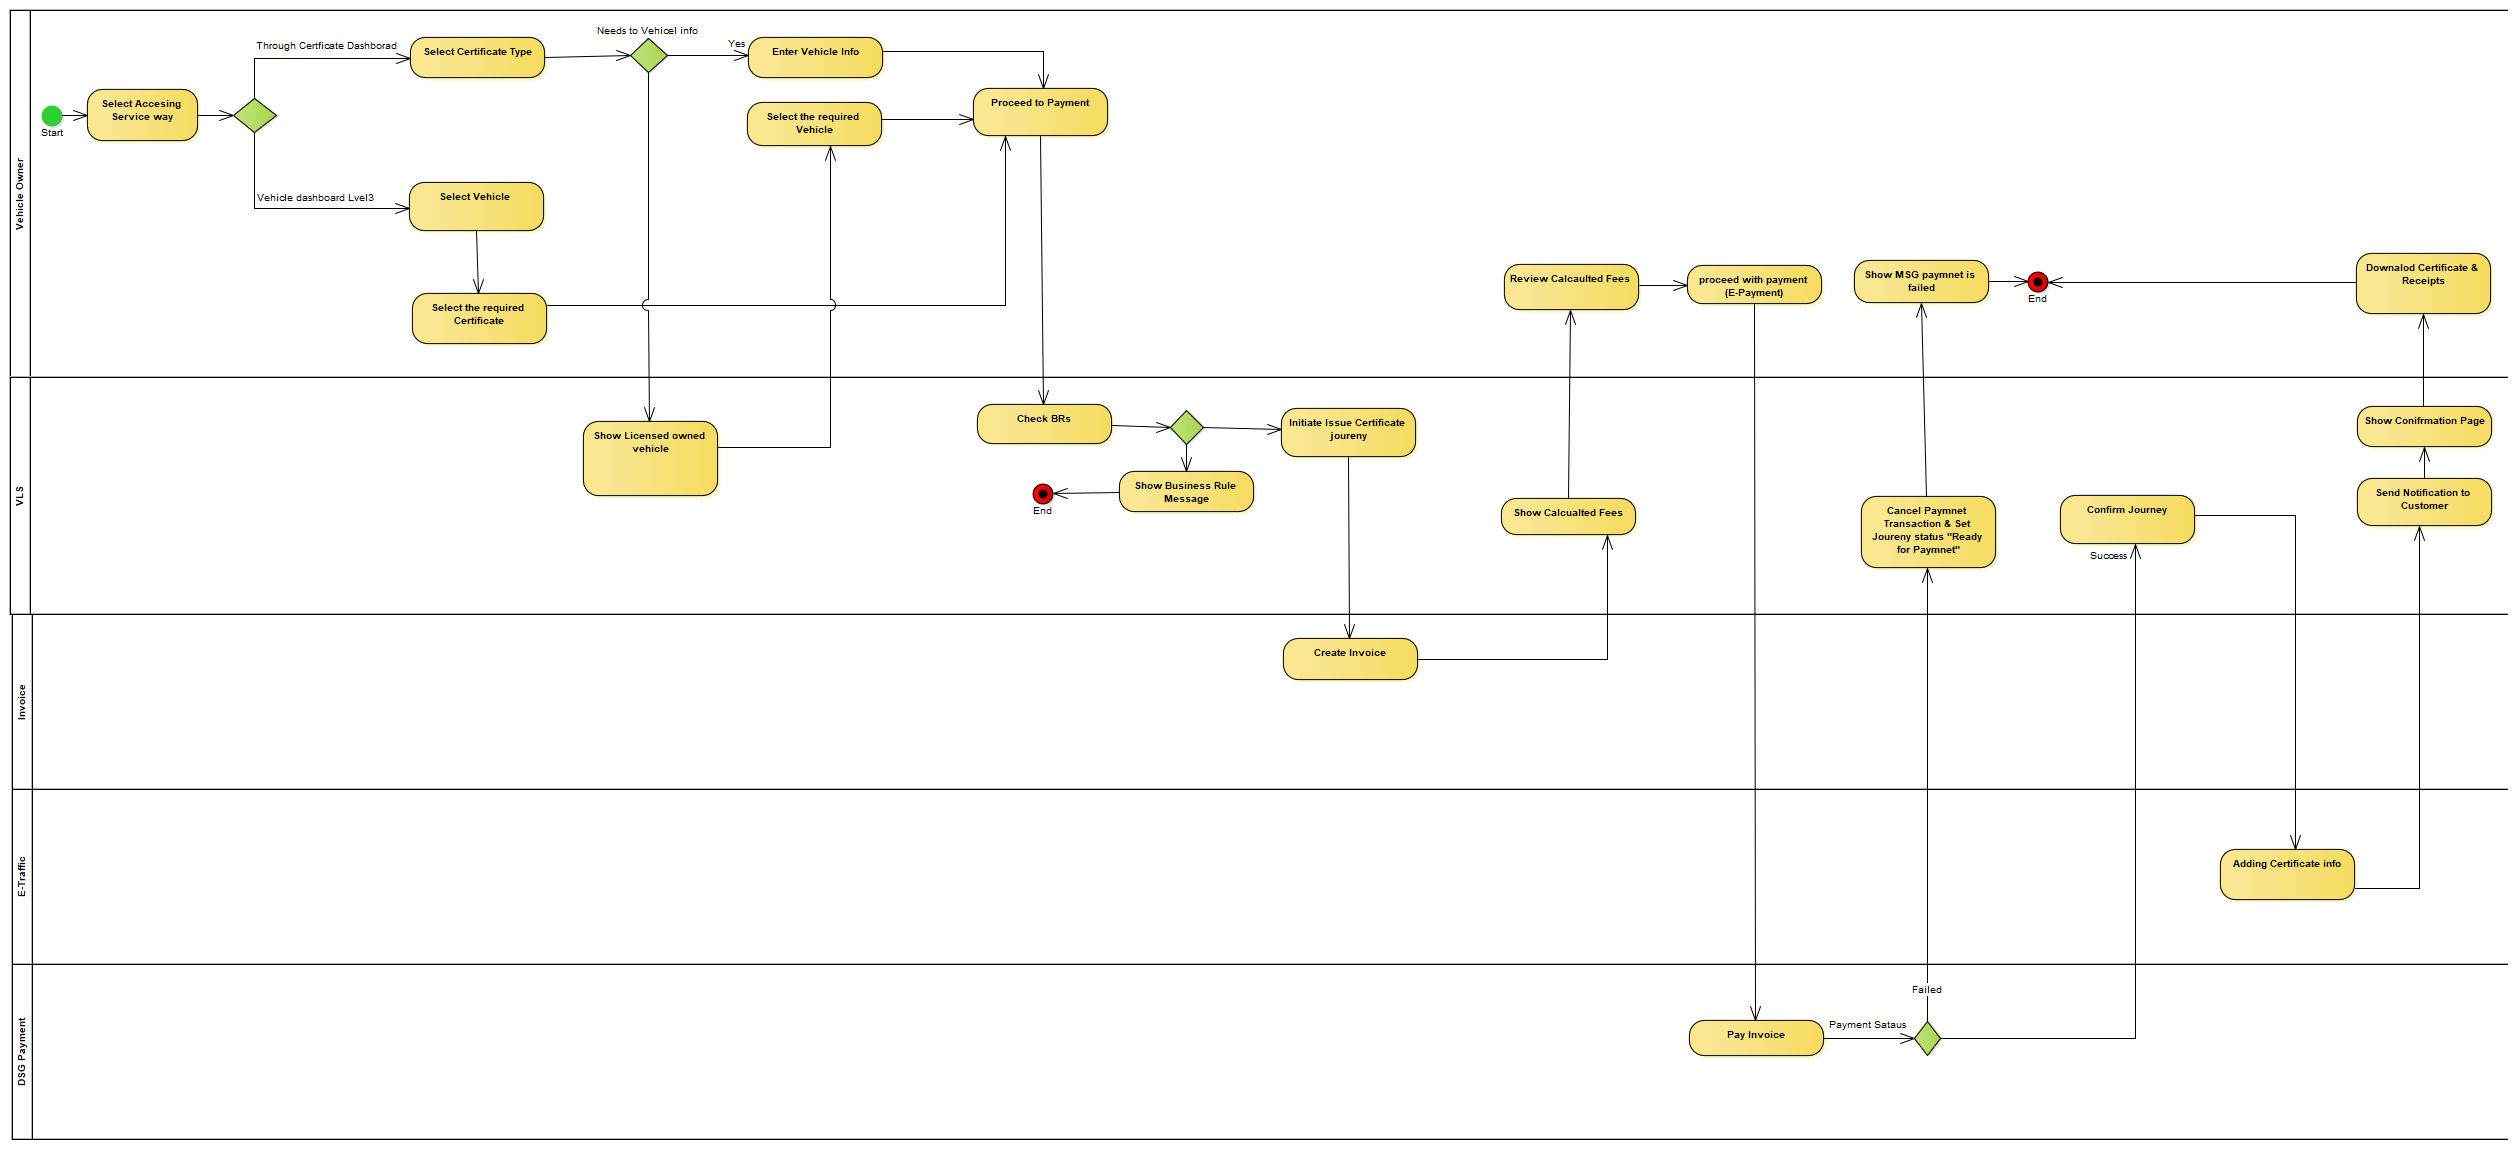 Vehicle Owner
Start
Select Accesing
Service way
Through Certficate Dashborad
Vehicle dashboard Lvel3
Select Certificate Type
Needs to Vehicel info
Yes
Enter Vehicle Info
Select the required
Vehicle
Proceed to Payment
Select Vehicle
Select the required
Certificate
Review Calcaulted Fees
proceed with payment
(E-Payment)
Show MSG paymnet is
failed
End
Downalod Certificate &
Receipts
VLS
Show Licensed owned
vehicle
Check BRs
Initiate Issue Certificate
joureny
Show Business Rule
Message
End
Show Calcualted Fees
Cancel Paymnet
Transaction & Set
Joureny status "Ready
for Paymnet"
Confirm Journey
Success
Show Conifrmation Page
Send Notification to
Customer
Invoice
Create Invoice
E-Traffic
Adding Certificate info
DSG Payment
Pay Invoice
Payment Sataus
Failed